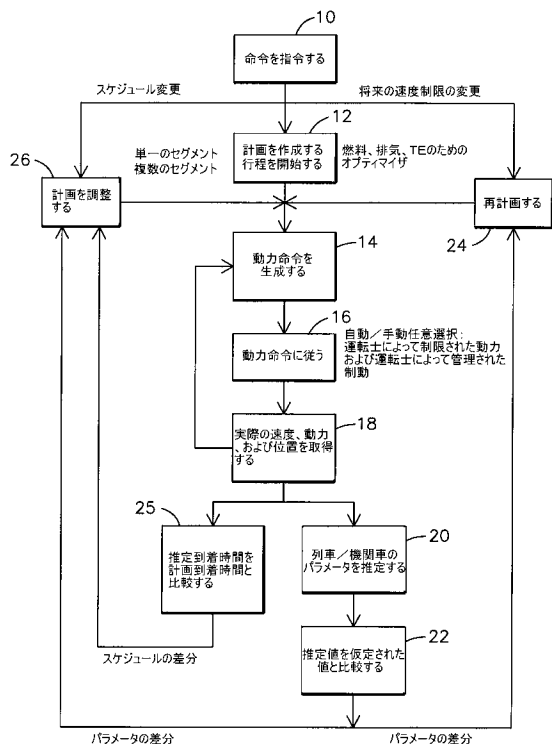 10
命令を指令する
スケジュール変更
将来の速度制限の変更
12
計画を作成する
行程を開始する
単一のセグメント
複数のセグメント
燃料、排気、TEのための
オプティマイザ
26
計画を調整
する
再計画する
24
14
動力命令を
生成する
16
動力命令に従う
自動/手動任意選択:
運転士によって制限された動力
および運転士によって管理された
制動
18
実際の速度、動力
、および位置を取得
する
25
推定到着時間を
計画到着時間と
比較する
20
列車/機関車の
パラメータを推定する
22
推定値を仮定された
値と比較する
スケジュールの差分
パラメータの差分
パラメータの差分